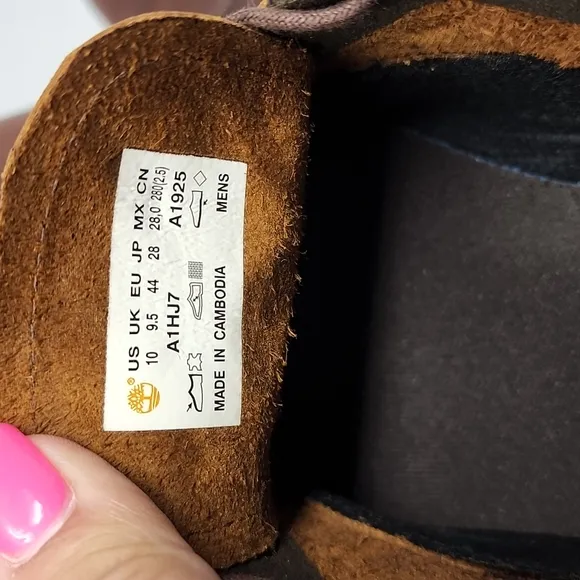 US UK EU JP MX CN
10 9.5 44 28 28,0 280(2.5)
A1HJ7 A1925
MENS
MADE IN CAMBODIA
®